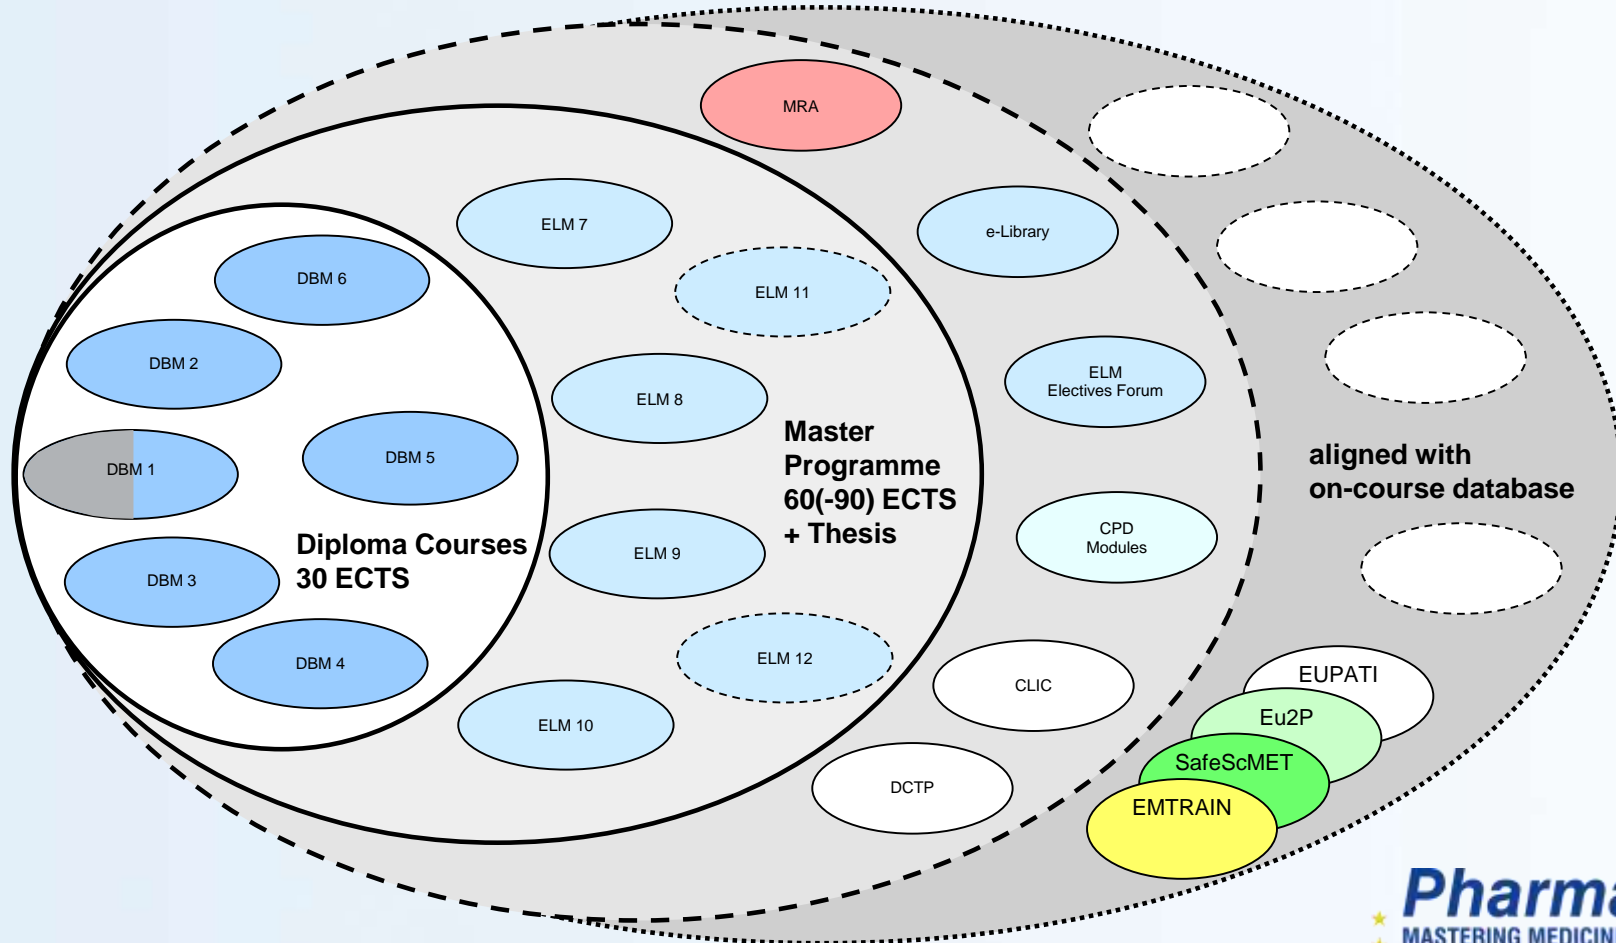 MRA
ELM 7
e-Library
DBM 6
ELM 11
DBM 2
ELM
Electives Forum
ELM 8
Master
Programme
60(-90) ECTS
+ Thesis
DBM 1
DBM 5
aligned with
on-course database
CPD
Modules
Diploma Courses
30 ECTS
ELM 9
DBM 3
DBM 4
ELM 12
CLIC
EUPATI
ELM 10
Eu2P
SafeScMET
DCTP
EMTRAIN
Pharma
MASTERING MEDICIN